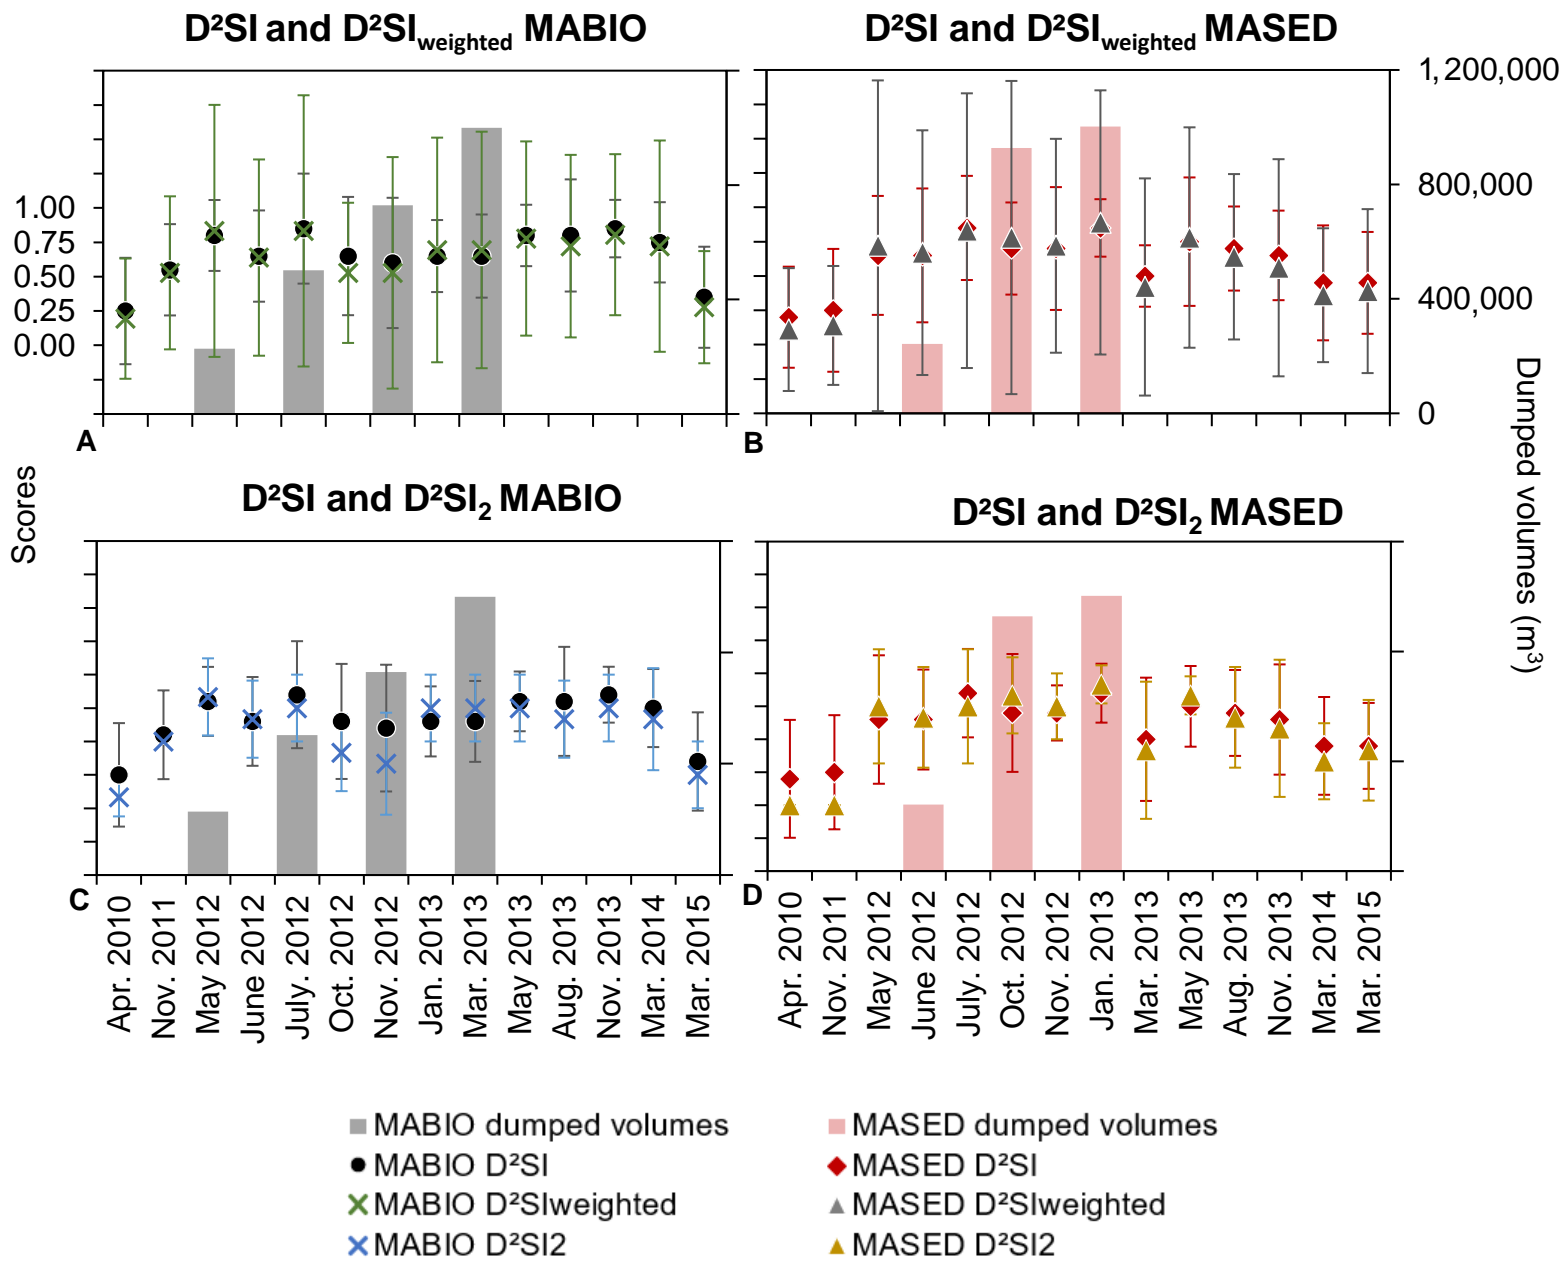 D²SI and D²SIweighted MABIO
D²SI and D²SIweighted MASED
1.00
0.75
0.50
0.25
0.00
1,200,000
800,000
400,000
0
A
B
Scores
Dumped volumes (m³)
D²SI and D²SI₂ MABIO
D²SI and D²SI₂ MASED
C
D
Apr. 2010
Nov. 2011
May 2012
June 2012
July. 2012
Oct. 2012
Nov. 2012
Jan. 2013
Mar. 2013
May 2013
Aug. 2013
Nov. 2013
Mar. 2014
Mar. 2015
Apr. 2010
Nov. 2011
May 2012
June 2012
July. 2012
Oct. 2012
Nov. 2012
Jan. 2013
Mar. 2013
May 2013
Aug. 2013
Nov. 2013
Mar. 2014
Mar. 2015
MABIO dumped volumes
MABIO D²SI
MABIO D²SIweighted
MABIO D²SI2
MASED dumped volumes
MASED D²SI
MASED D²SIweighted
MASED D²SI2